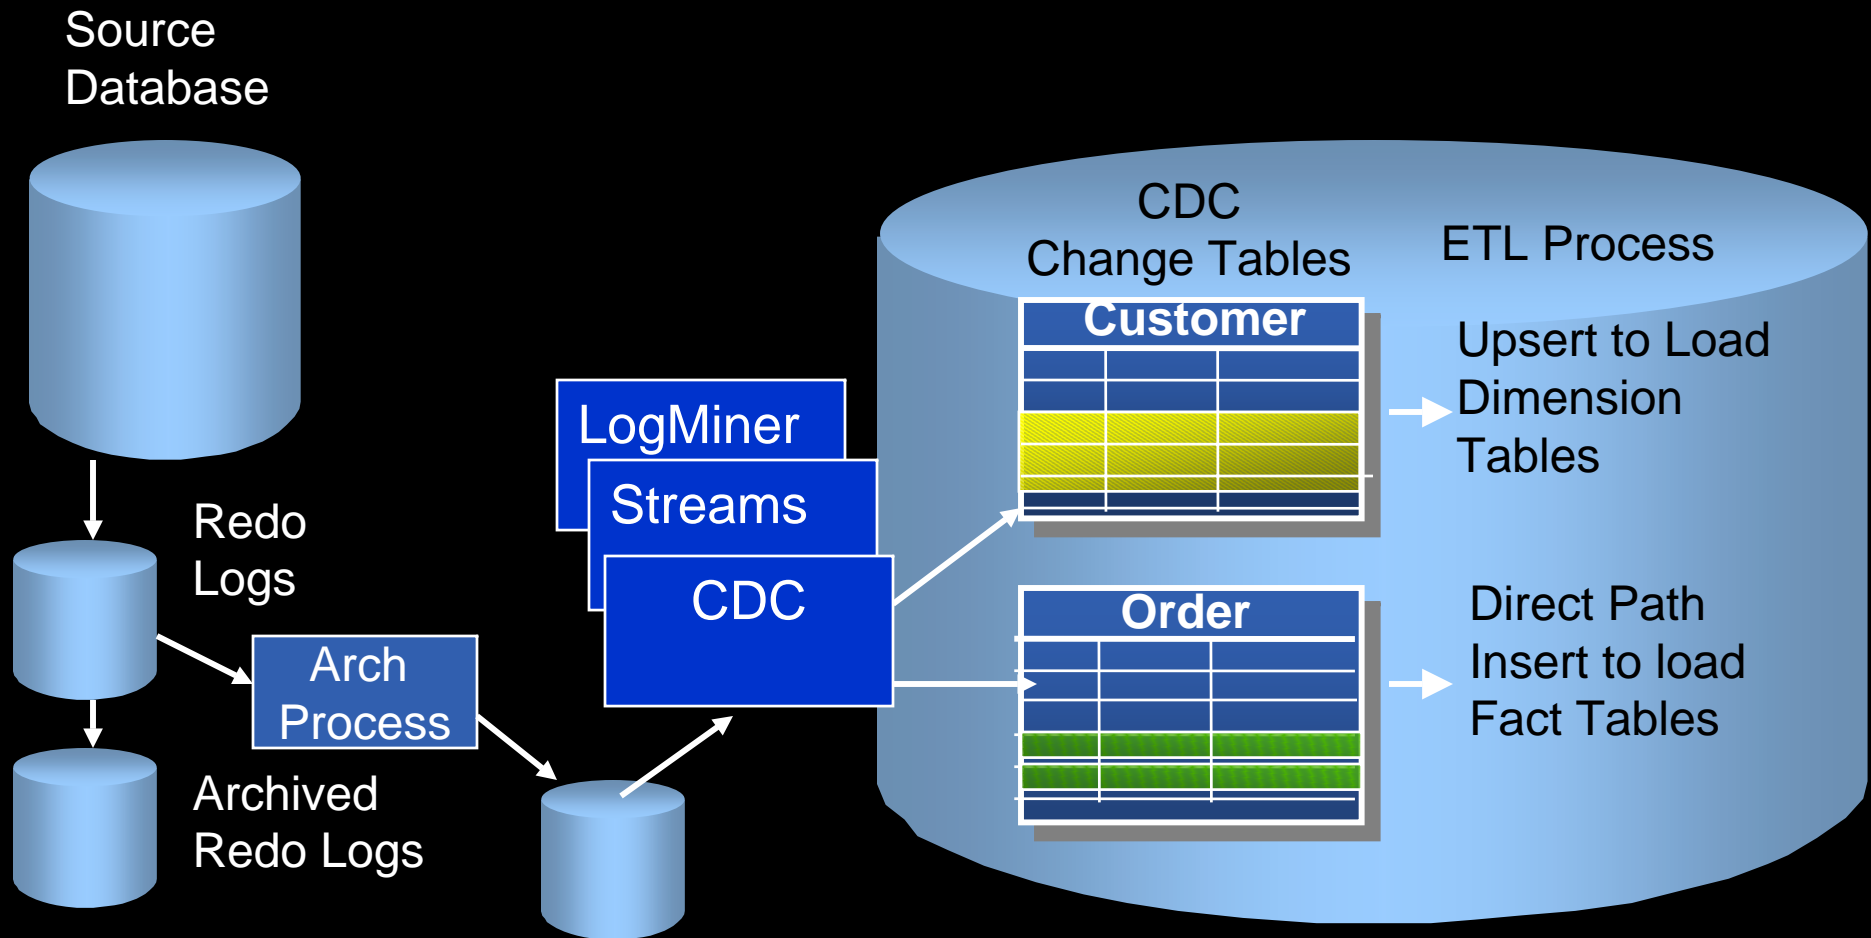 Source
Database
Redo
Logs
Arch
Process
Archived
Redo Logs
LogMiner
Streams
CDC
CDC
Change Tables
Customer
Order
ETL Process
Upsert to Load
Dimension
Tables
Direct Path
Insert to load
Fact Tables